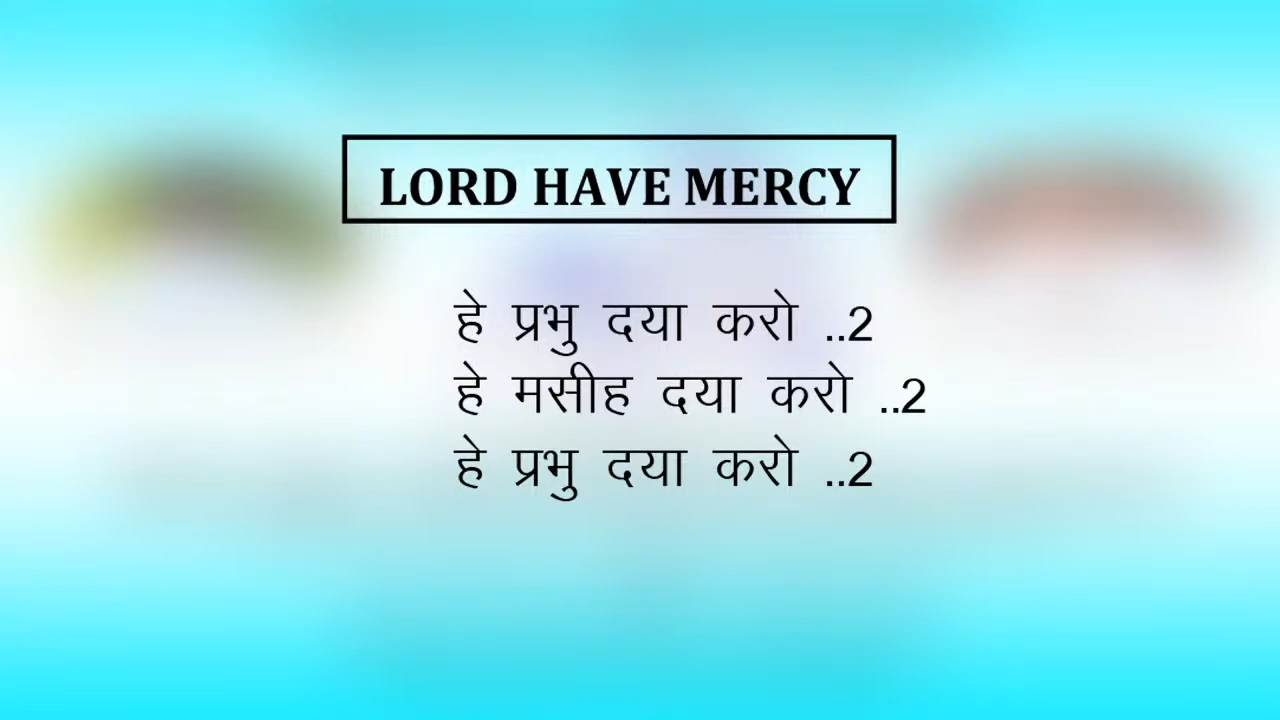 LORD HAVE MERCY
हे प्रभु दया करो ..2
हे मसीह दया करो ..2
हे प्रभु दया करो ..2